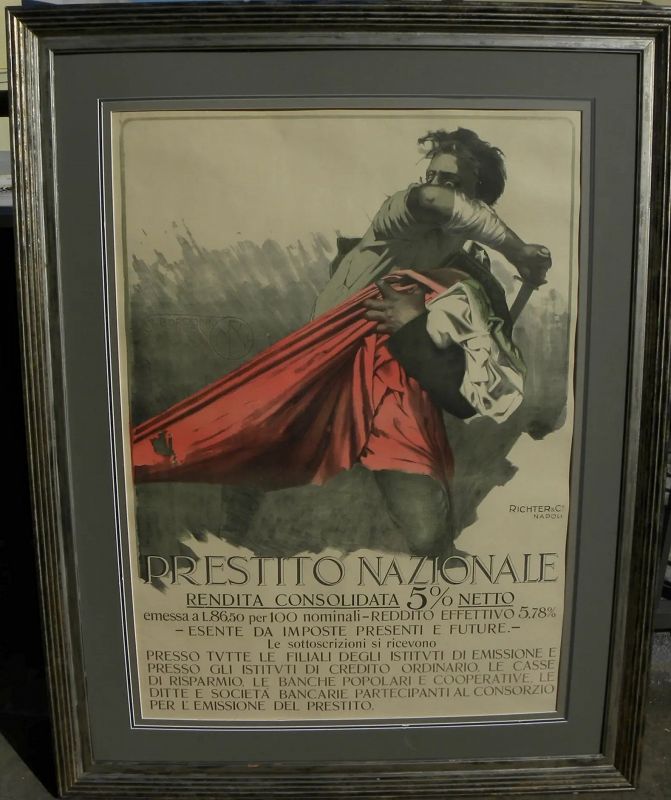 RICHTER & Cº
NAPOLI
PRESTITO NAZIONALE
RENDITA CONSOLIDATA 5% NETTO
emessa a L.86,50 per 100 nominali – REDDITO EFFETTIVO 5.78%
– ESENTE DA IMPOSTE PRESENTI E FUTURE. –
Le sottoscrizioni si ricevono
PRESSO TVTTE LE FILIALI DEGLI ISTITVTI DI EMISSIONE E
PRESSO GLI ISTITVTI DI CREDITO ORDINARIO, LE CASSE
DI RISPARMIO, LE BANCHE POPOLARI E COOPERATIVE, LE
DITTE E SOCIETÀ BANCARIE PARTECIPANTI AL CONSORZIO
PER L'EMISSIONE DEL PRESTITO.